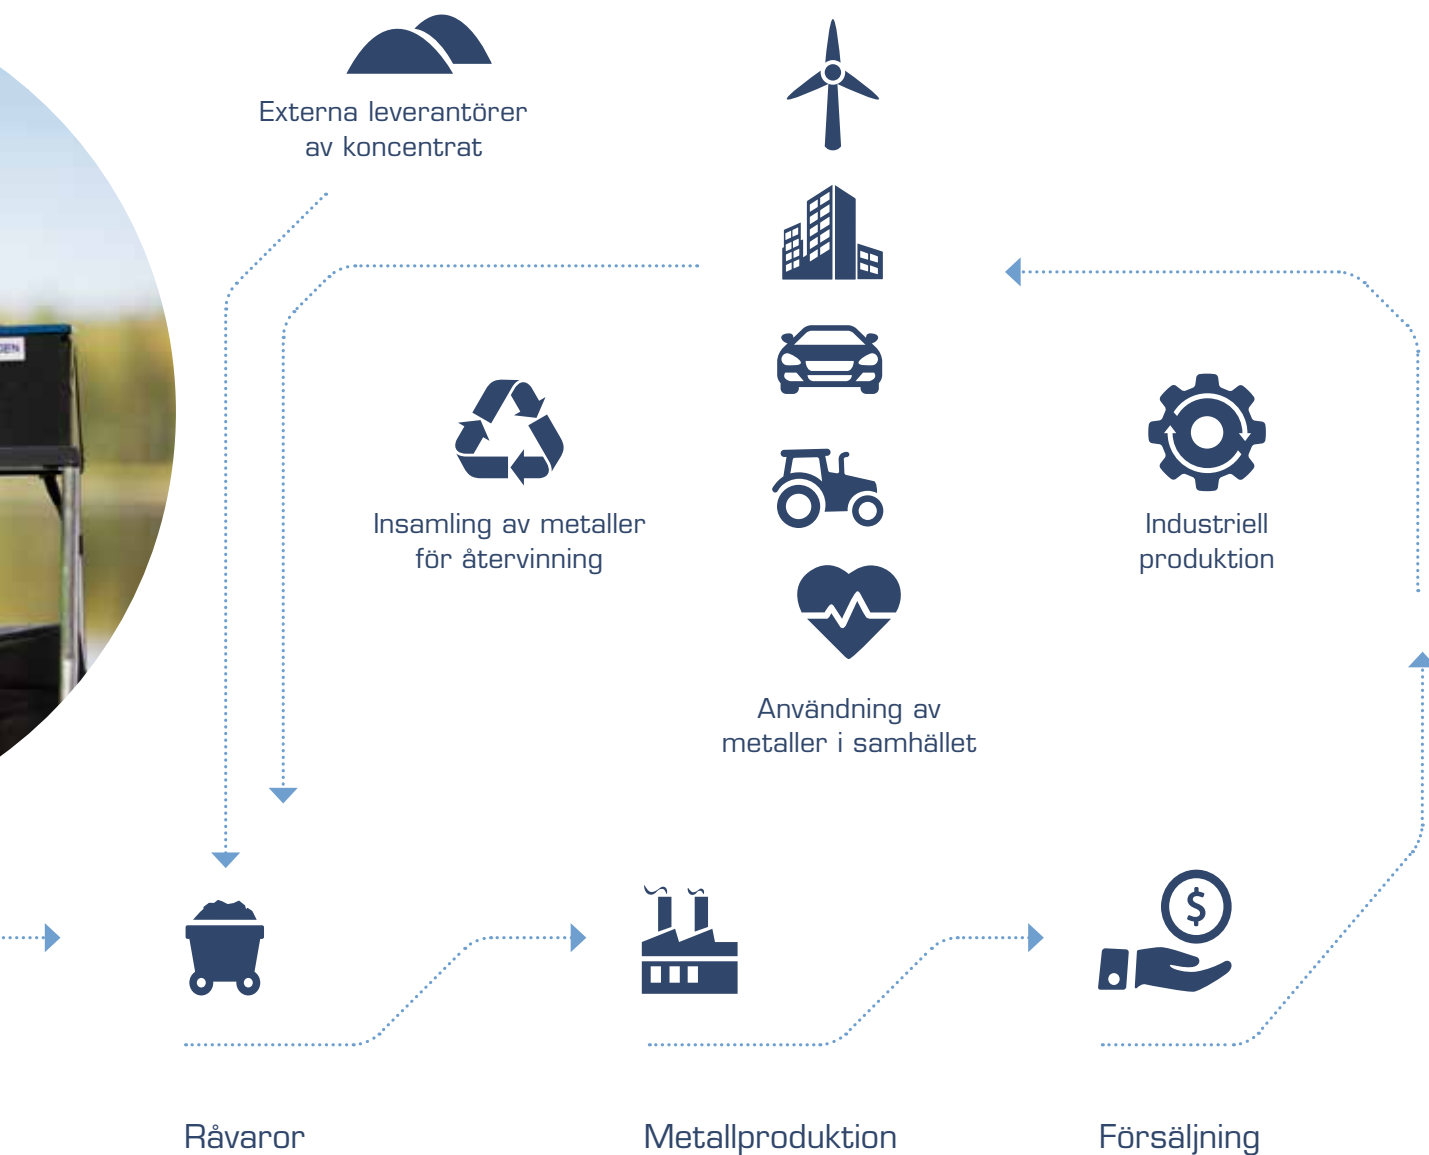 Externa leverantörer
av koncentrat
Insamling av metaller
för återvinning
Industriell
produktion
Användning av
metaller i samhället
$
Råvaror
Metallproduktion
Försäljning